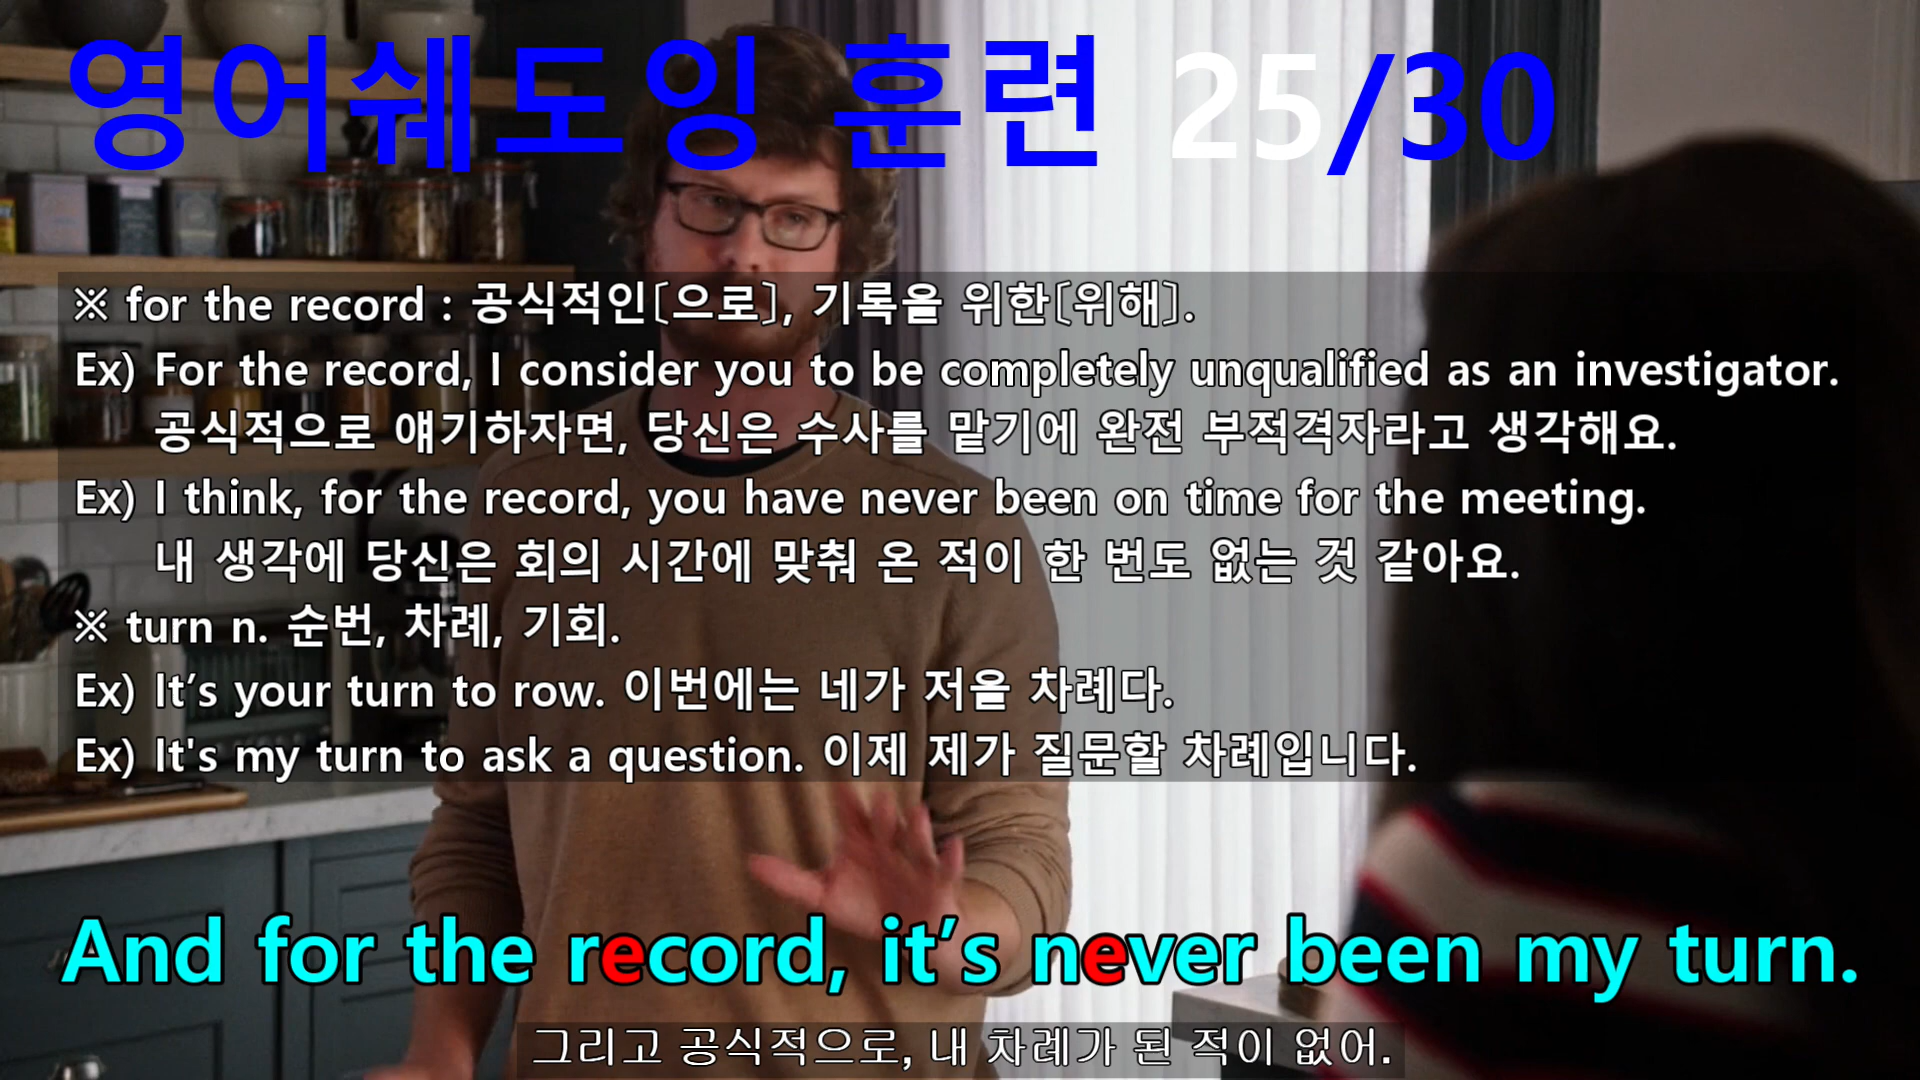 영어쉐도잉 훈련 25/30
※ for the record : 공식적인[으로], 기록을 위한[위해].
Ex) For the record, I consider you to be completely unqualified as an investigator.
공식적으로 얘기하자면, 당신은 수사를 맡기에 완전 부적격자라고 생각해요.
Ex) I think, for the record, you have never been on time for the meeting.
내 생각에 당신은 회의 시간에 맞춰 온 적이 한 번도 없는 것 같아요.
※ turn n. 순번, 차례, 기회.
Ex) It’s your turn to row. 이번에는 네가 저을 차례다.
Ex) It's my turn to ask a question. 이제 제가 질문할 차례입니다.
And for the record, it’s never been my turn.
그리고 공식적으로, 내 차례가 된 적이 없어.